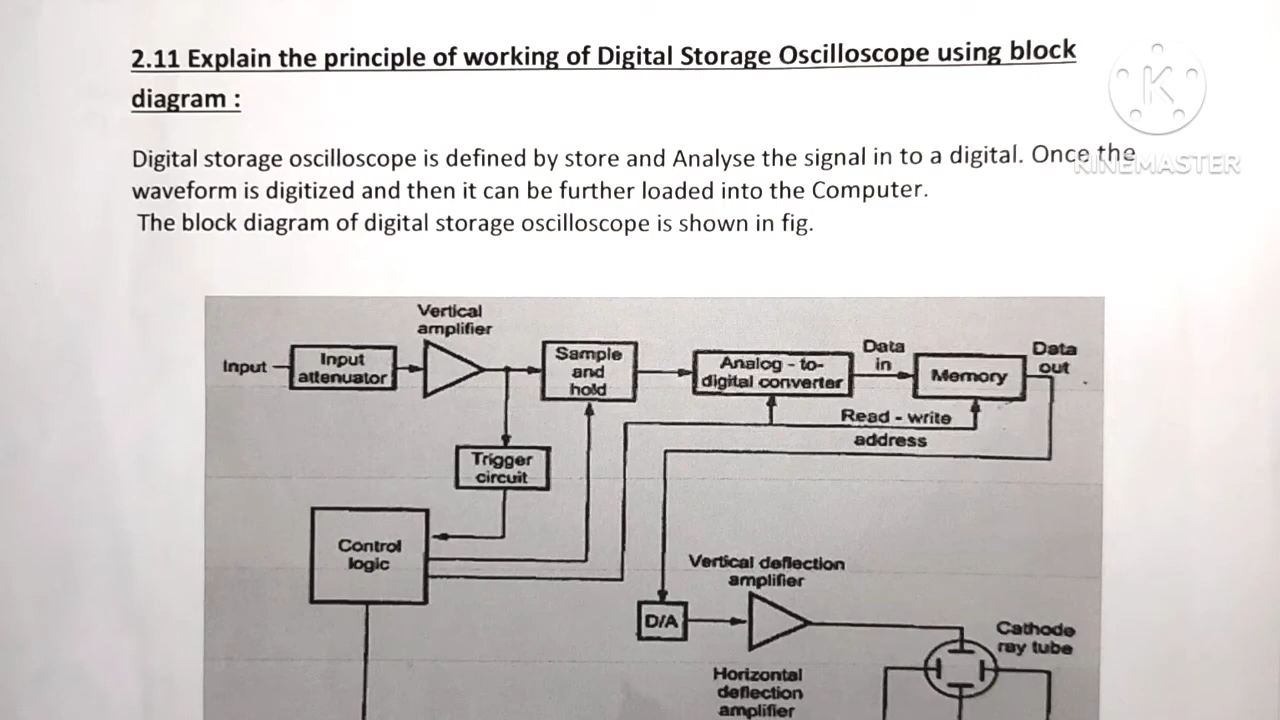 2.11 Explain the principle of working of Digital Storage Oscilloscope using block
diagram :
K
KINEMASTER
Digital storage oscilloscope is defined by store and Analyse the signal in to a digital. Once the
waveform is digitized and then it can be further loaded into the Computer.
The block diagram of digital storage oscilloscope is shown in fig.
Vertical
amplifier
Input
Input
attenuator
Sample
and
hold
Analog - to-
digital converter
Data
in
Memory
Data
out
Read - write
address
Trigger
circuit
Control
logic
Vertical deflection
amplifier
D/A
Cathode
ray tube
Horizontal
deflection
amplifier